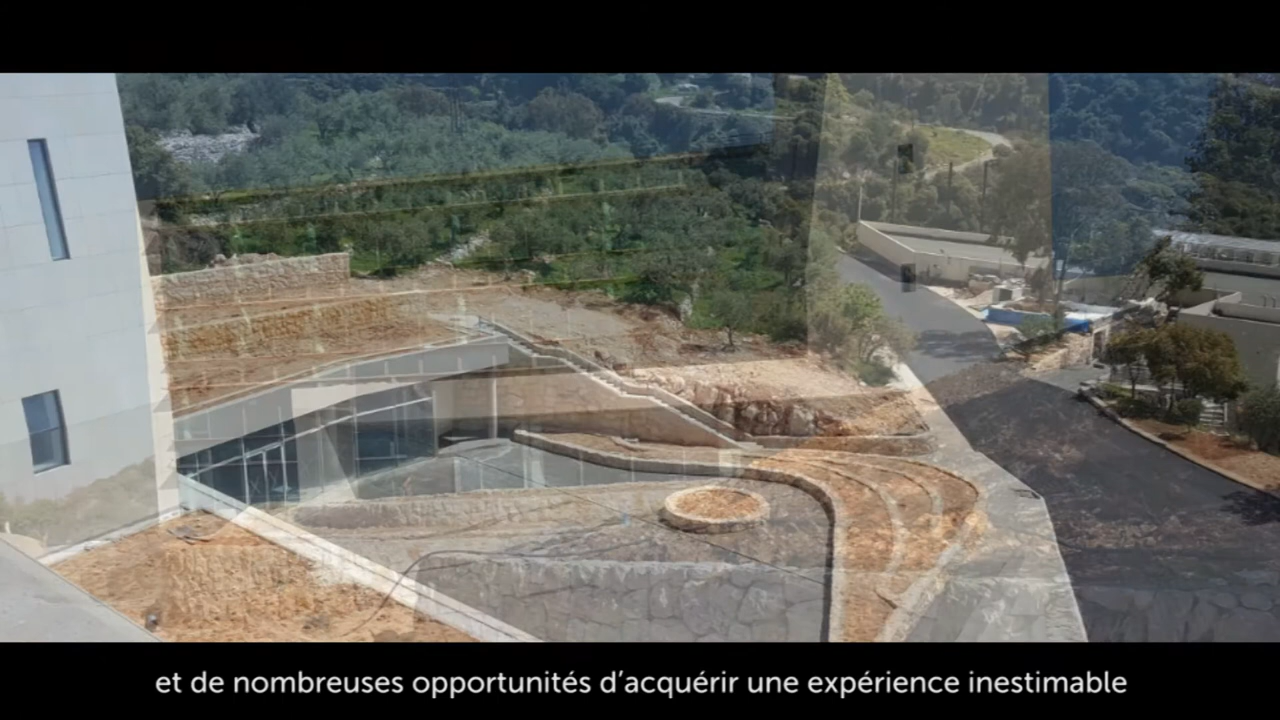 et de nombreuses opportunités d’acquérir une expérience inestimable